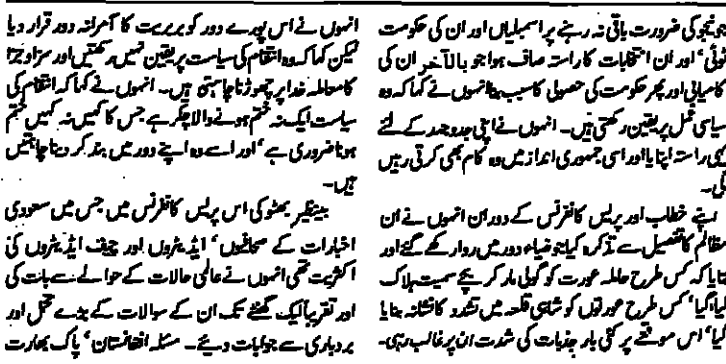 جونیجو کی ضرورت باقی نہ رہنے پر اسمبلیاں اور ان کی حکومت
ٹوٹی' اور ان انتخابات کا راستہ صاف ہوا جو بالآخر ان کی
کامیابی اور پھر حکومت کی حصولی کا سبب بنا انہوں نے کہا کہ وہ
سیاسی عمل پر یقین رکھتی ہیں۔ انہوں نے اپنی جدوجہد کے لئے
یہی راستہ اپنایا اور اسی جمہوری انداز میں وہ کام بھی کرتی رہیں
گی۔
اپنے خطاب اور پریس کانفرنس کے دوران انہوں نے ان
مظالم کا تفصیل سے تذکرہ کیا جو ضیاء دور میں روا رکھے گئے اور
بتایا کہ کس طرح حاملہ عورت کو گولی مار کر بچے سمیت ہلاک
کیا گیا' کس طرح عورتوں کو شاہی قلعہ میں تشدد کا نشانہ بنایا
گیا' اس موقعے پر کئی بار جذبات کی شدت ان پر غالب رہی۔
انہوں نے اس پورے دور کو بربریت کا آمرانہ دور قرار دیا
لیکن کہا کہ وہ انتقام کی سیاست پر یقین نہیں رکھتیں اور سزا و جزا
کا معاملہ خدا پر چھوڑنا چاہتی ہیں۔ انہوں نے کہا کہ انتقام کی
سیاست ایک نہ ختم ہونے والا چکر ہے جس کا کہیں نہ کہیں ختم
ہونا ضروری ہے' اور اسے وہ اپنے دور میں بند کر دینا چاہتیں
ہیں۔
بینظیر بھٹو کی اس پریس کانفرنس میں جس میں سعودی
اخبارات کے صحافیوں' ایڈیٹروں اور چیف ایڈیٹروں کی
اکثریت تھی انہوں نے عالمی حالات کے حوالے سے بات کی
اور تقریباً ایک گھنٹے تک ان کے سوالات کے بڑے تحمل اور
بردباری سے جوابات دیئے۔ مسئلہ افغانستان' پاک بھارت